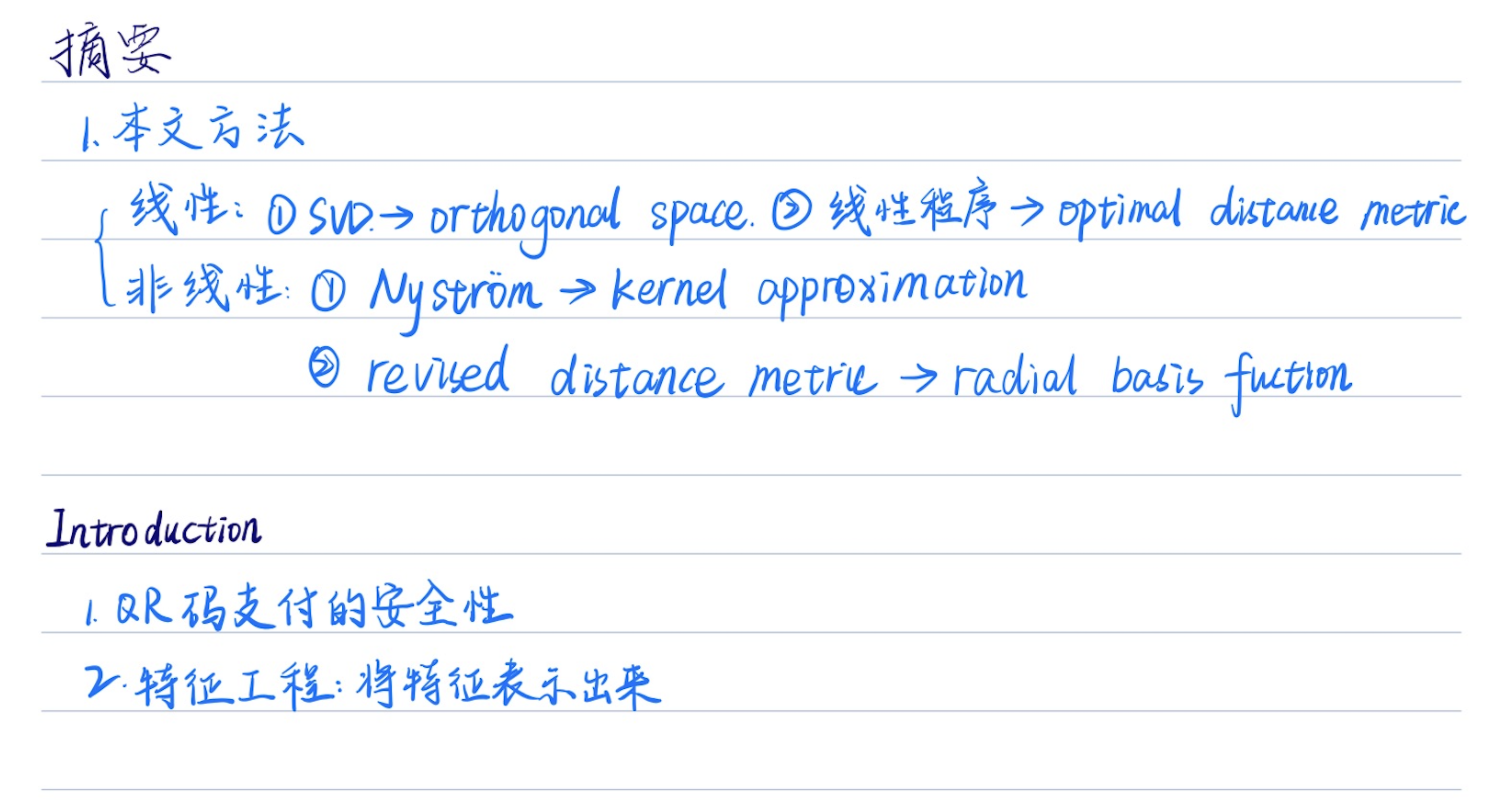 摘要
1. 本文方法
线性: ① SVD → orthogonal space. ② 线性程序 → optimal distance metric
非线性: ① Nyström → kernel approximation
② revised distance metric → radial basis fuction
Introduction
1. QR码支付的安全性
2. 特征工程: 将特征表示出来